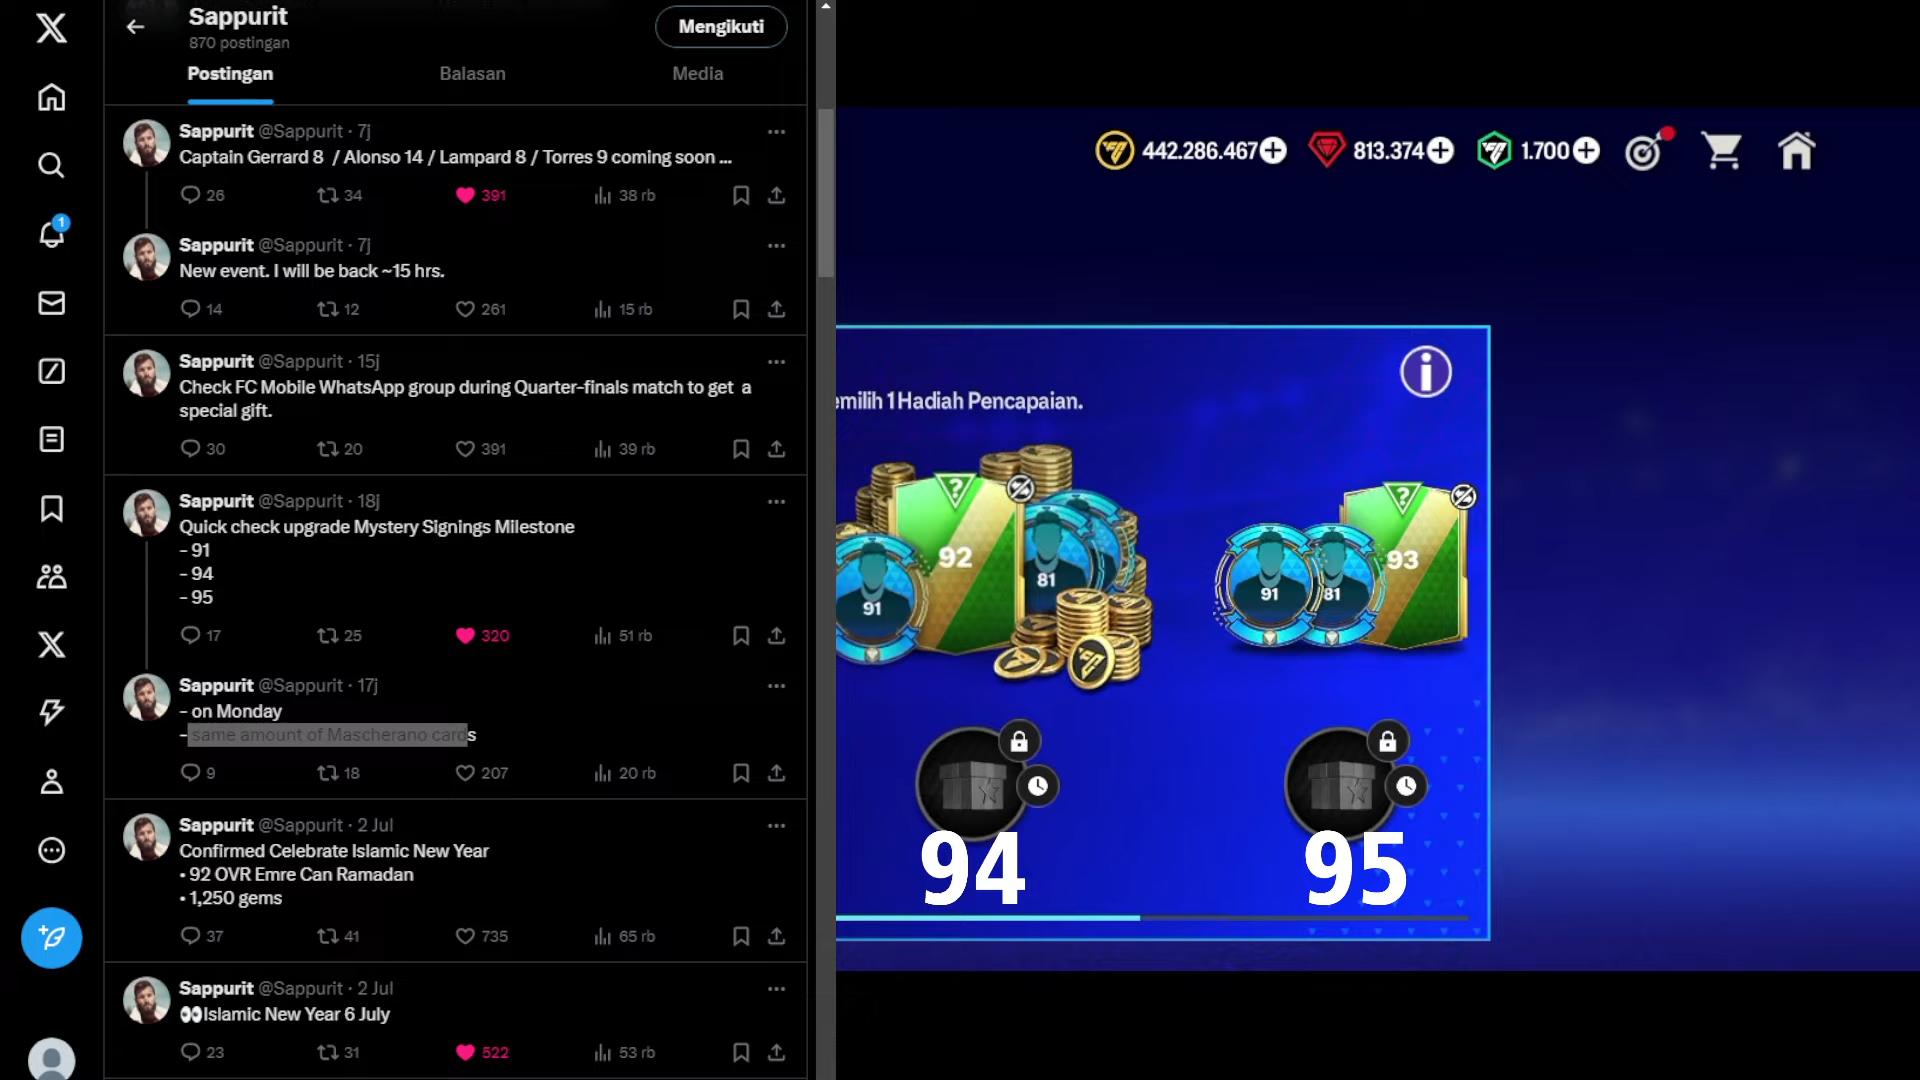 Sappurit
870 postingan
Mengikuti
Postingan
Balasan
Media
Sappurit @Sappurit · 7j
Captain Gerrard 8 / Alonso 14 / Lampard 8 / Torres 9 coming soon ...
26 34 391 38 rb
Sappurit @Sappurit · 7j
New event. I will be back ~15 hrs.
14 12 261 15 rb
Sappurit @Sappurit · 15j
Check FC Mobile WhatsApp group during Quarter-finals match to get a
special gift.
30 20 391 39 rb
Sappurit @Sappurit · 18j
Quick check upgrade Mystery Signings Milestone
- 91
- 94
- 95
17 25 320 51 rb
Sappurit @Sappurit · 17j
- on Monday
- same amount of Mascherano cards
9 18 207 20 rb
Sappurit @Sappurit · 2 Jul
Confirmed Celebrate Islamic New Year
• 92 OVR Emre Can Ramadan
• 1,250 gems
37 41 735 65 rb
Sappurit @Sappurit · 2 Jul
👀Islamic New Year 6 July
23 31 522 53 rb
1
442.286.467 813.374 1.700
emilih 1 Hadiah Pencapaian.
91 92 81
91 81 93
94
95